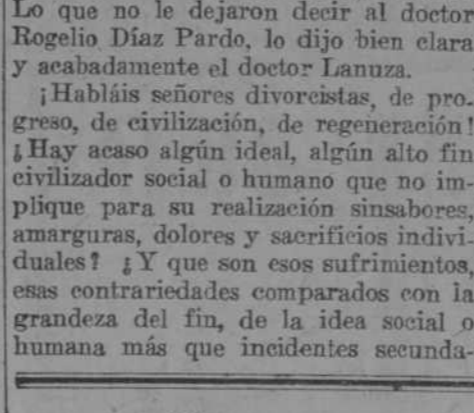 Lo que no le dejaron decir al doctor
Rogelio Díaz Pardo, lo dijo bien clara
y acabadamente el doctor Lanuza.
¡Habláis señores divorcistas, de pro-
greso, de civilización, de regeneración!
¿Hay acaso algún ideal, algún alto fin
civilizador social o humano que no im-
plique para su realización sinsabores,
amarguras, dolores y sacrificios indivi-
duales? ¿Y que son esos sufrimientos,
esas contrariedades comparados con la
grandeza del fin, de la idea social o
humana más que incidentes secunda-